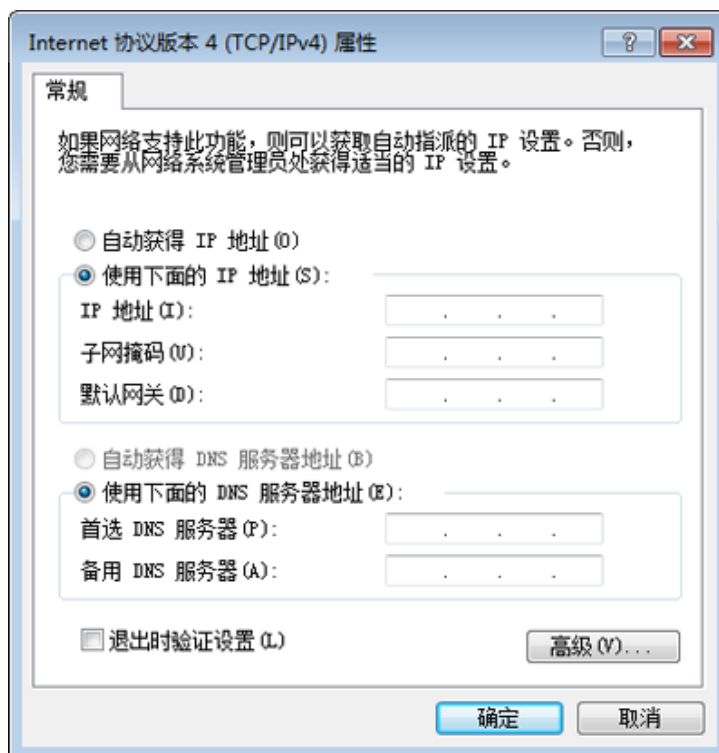 Internet 协议版本 4 (TCP/IPv4) 属性
常规
如果网络支持此功能，则可以获取自动指派的 IP 设置。否则，
您需要从网络系统管理员处获得适当的 IP 设置。
自动获得 IP 地址(O)
使用下面的 IP 地址(S):
IP 地址(I):
子网掩码(U):
默认网关(D):
自动获得 DNS 服务器地址(B)
使用下面的 DNS 服务器地址(E):
首选 DNS 服务器(P):
备用 DNS 服务器(A):
退出时验证设置(L)
高级(V)...
确定
取消